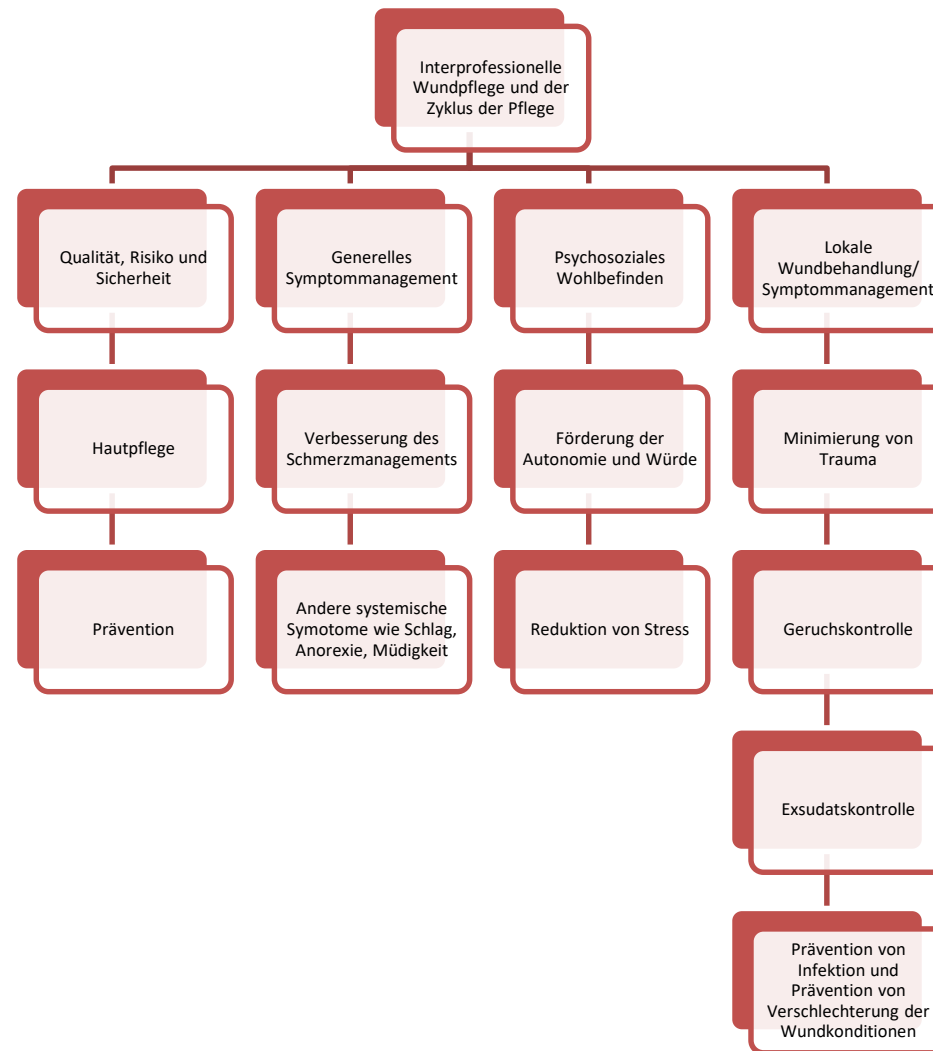 Interprofessionelle
Wundpflege und der
Zyklus der Pflege
Qualität, Risiko und
Sicherheit
Generelles
Symptommanagement
Psychosoziales
Wohlbefinden
Lokale
Wundbehandlung/
Symptommanagement
Hautpflege
Verbesserung des
Schmerzmanagements
Förderung der
Autonomie und Würde
Minimierung von
Trauma
Prävention
Andere systemische
Symotome wie Schlag,
Anorexie, Müdigkeit
Reduktion von Stress
Geruchskontrolle
Exsudatskontrolle
Prävention von
Infektion und
Prävention von
Verschlechterung der
Wundkonditionen